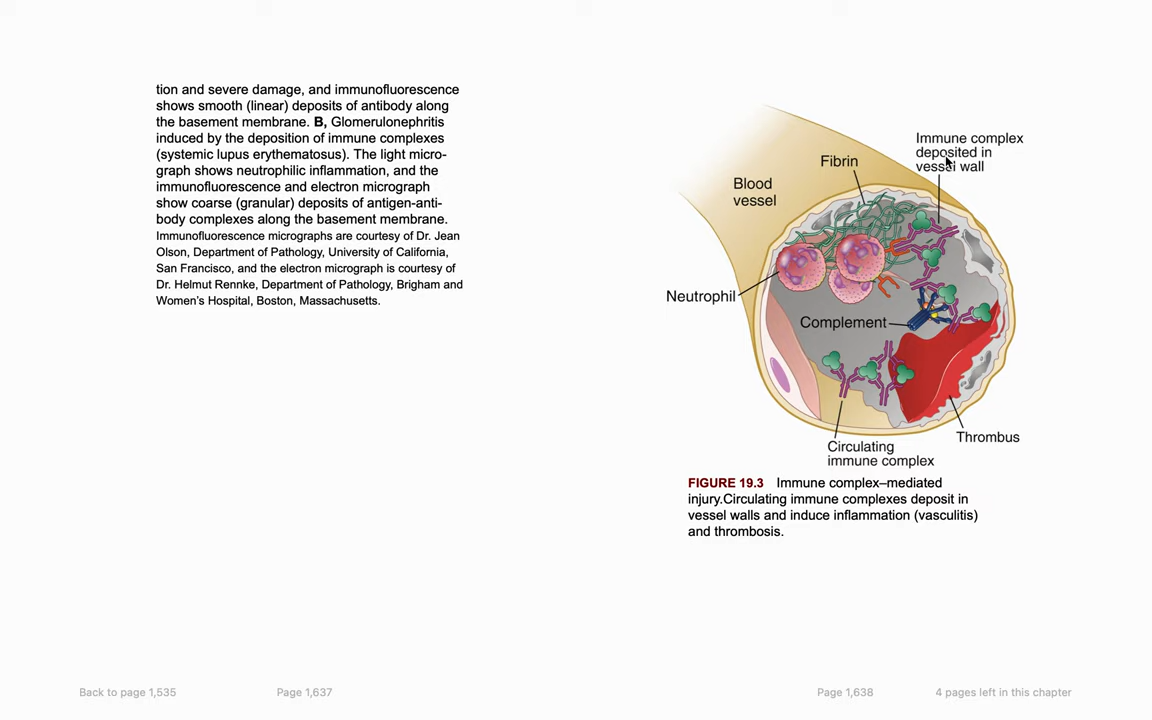 tion and severe damage, and immunofluorescence
shows smooth (linear) deposits of antibody along
the basement membrane. B, Glomerulonephritis
induced by the deposition of immune complexes
(systemic lupus erythematosus). The light micro-
graph shows neutrophilic inflammation, and the
immunofluorescence and electron micrograph
show coarse (granular) deposits of antigen-anti-
body complexes along the basement membrane.
Immunofluorescence micrographs are courtesy of Dr. Jean
Olson, Department of Pathology, University of California,
San Francisco, and the electron micrograph is courtesy of
Dr. Helmut Rennke, Department of Pathology, Brigham and
Women's Hospital, Boston, Massachusetts.
Immune complex
deposited in
vessel wall
Fibrin
Blood
vessel
Neutrophil
Complement
Thrombus
Circulating
immune complex
FIGURE 19.3 Immune complex–mediated
injury.Circulating immune complexes deposit in
vessel walls and induce inflammation (vasculitis)
and thrombosis.
Back to page 1,535
Page 1,637
Page 1,638
4 pages left in this chapter